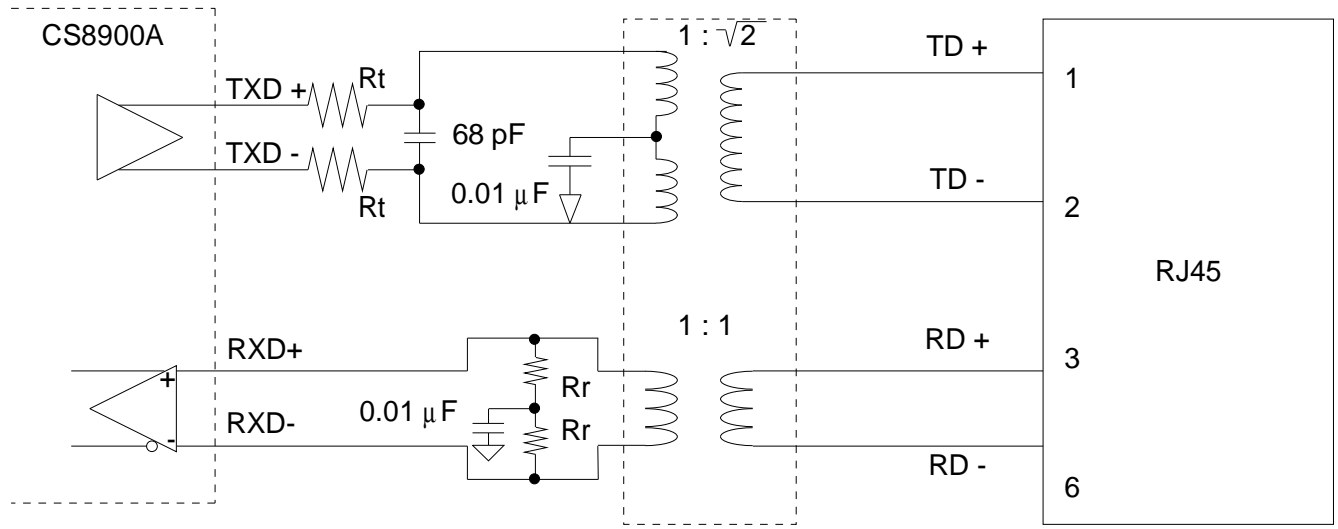 CS8900A
1 : √2
TD +
TXD +
Rt
1
68 pF
TXD -
Rt
0.01 μF
TD -
2
RJ45
1 : 1
RXD+
RD +
3
+
Rr
0.01 μF
RXD-
Rr
-
RD -
6